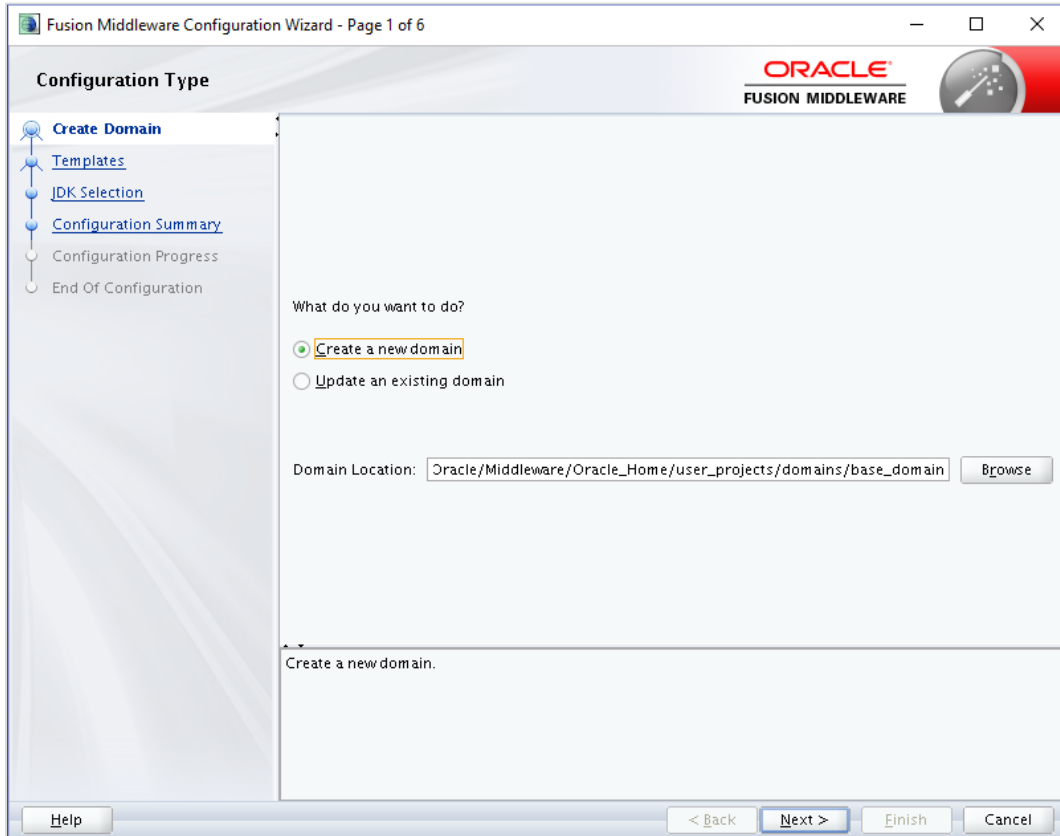 Fusion Middleware Configuration Wizard - Page 1 of 6
Configuration Type
ORACLE
FUSION MIDDLEWARE
Create Domain
Templates
JDK Selection
Configuration Summary
Configuration Progress
End Of Configuration
What do you want to do?
Create a new domain
Update an existing domain
Domain Location: Oracle/Middleware/Oracle_Home/user_projects/domains/base_domain Browse
Create a new domain.
Help < Back Next > Finish Cancel